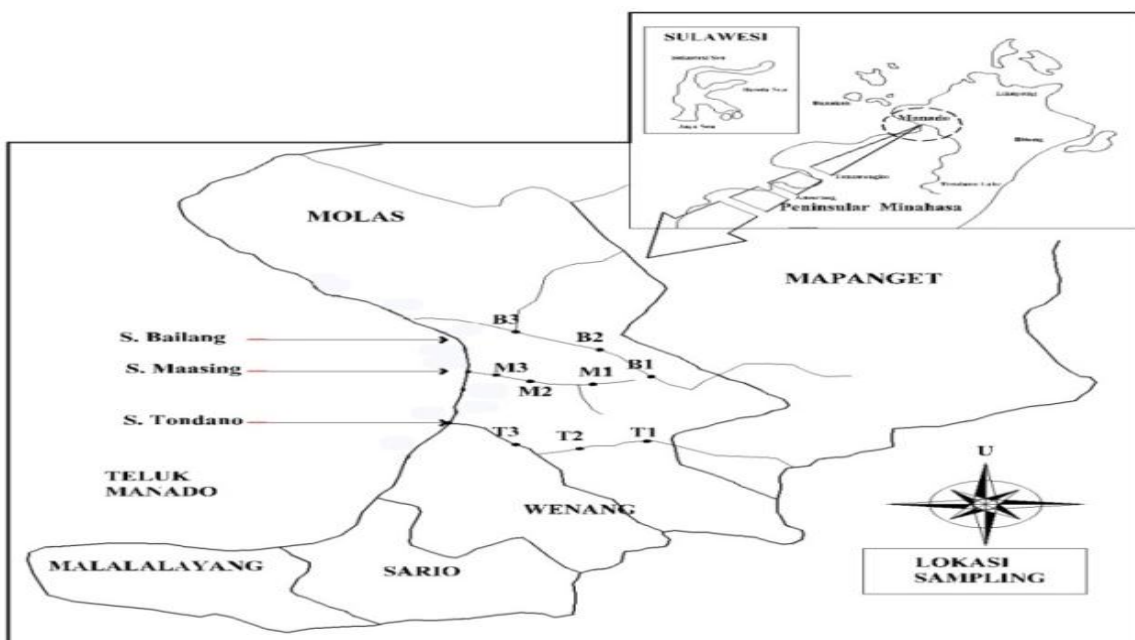 SULAWESI
Manado
Peninsular Minahasa
MOLAS
MAPANGET
B3
S. Bailang
B2
S. Maasing
M3
M1
B1
M2
S. Tondano
T3
T2
T1
U
TELUK
MANADO
WENANG
MALALALAYANG
SARIO
LOKASI
SAMPLING